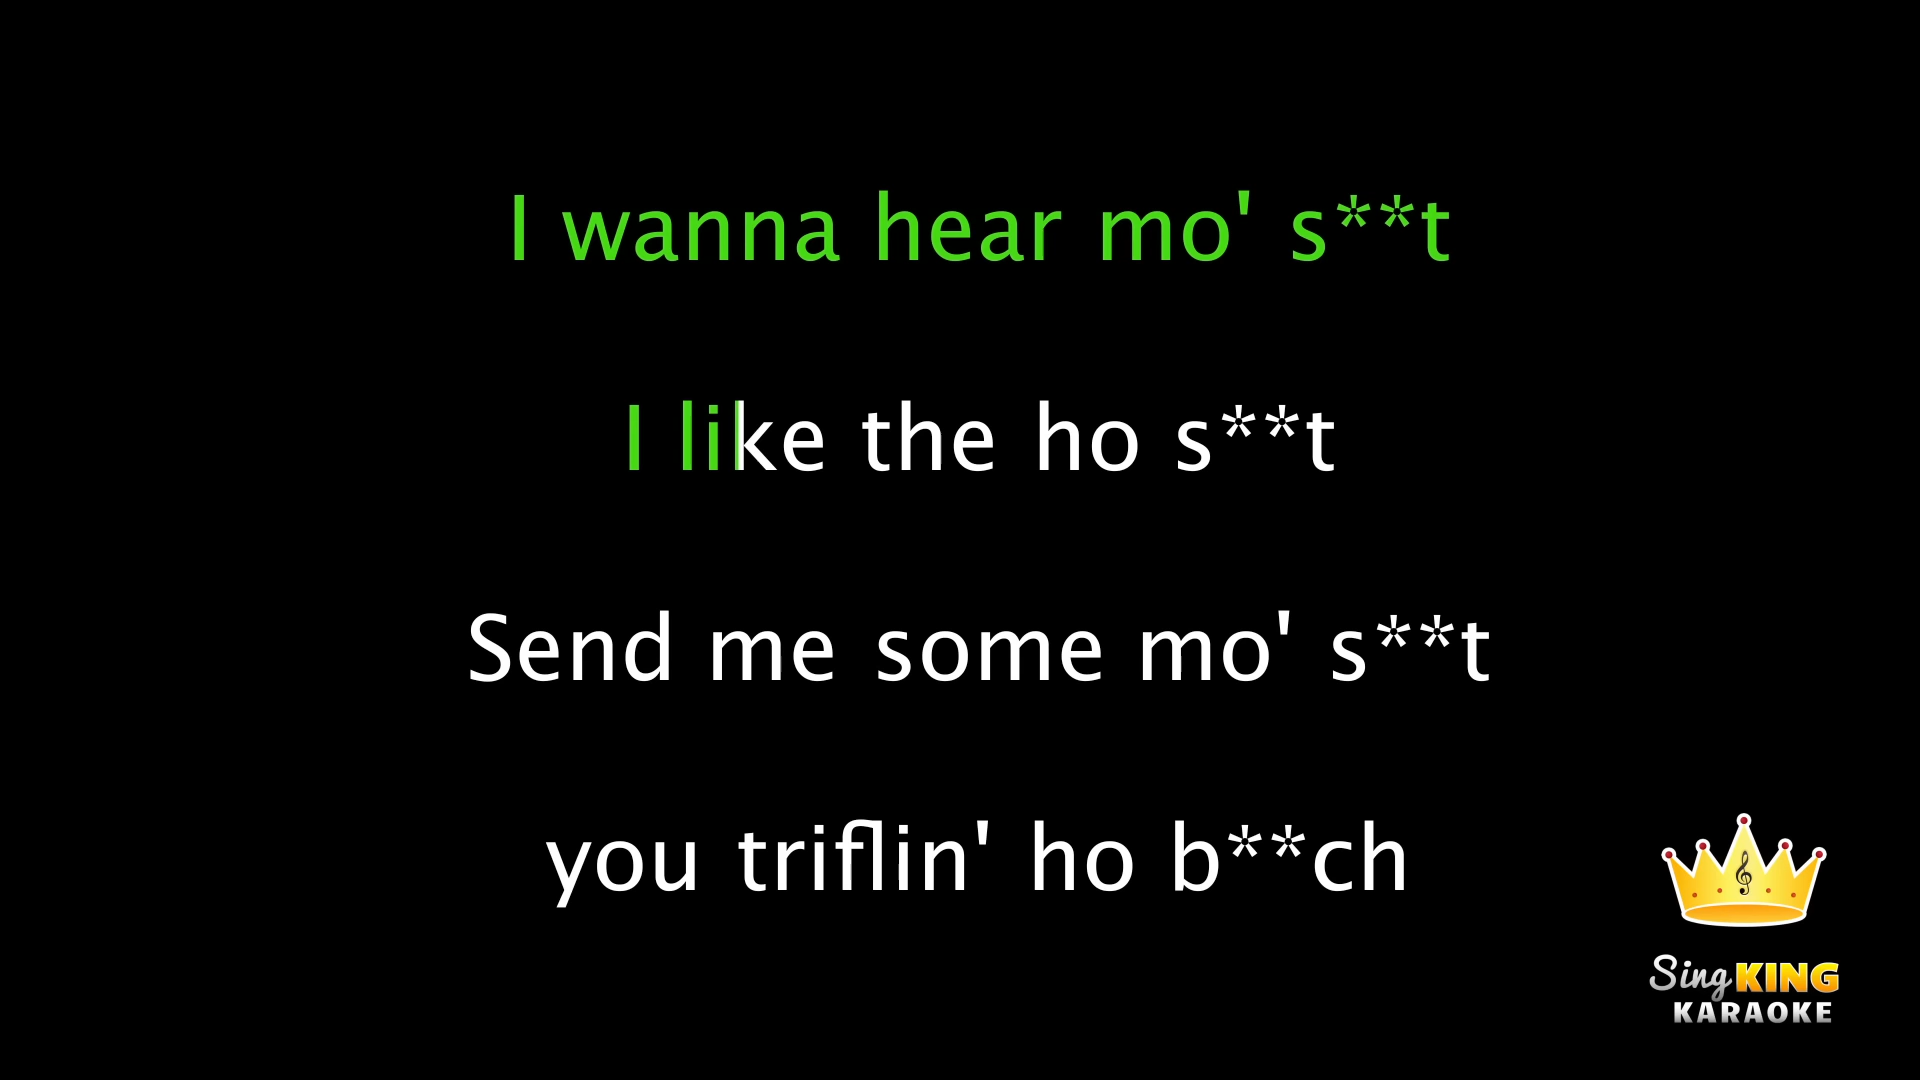 I wanna hear mo' s**t
I like the ho s**t
Send me some mo' s**t
you triflin' ho b**ch
Sing KING
KARAOKE